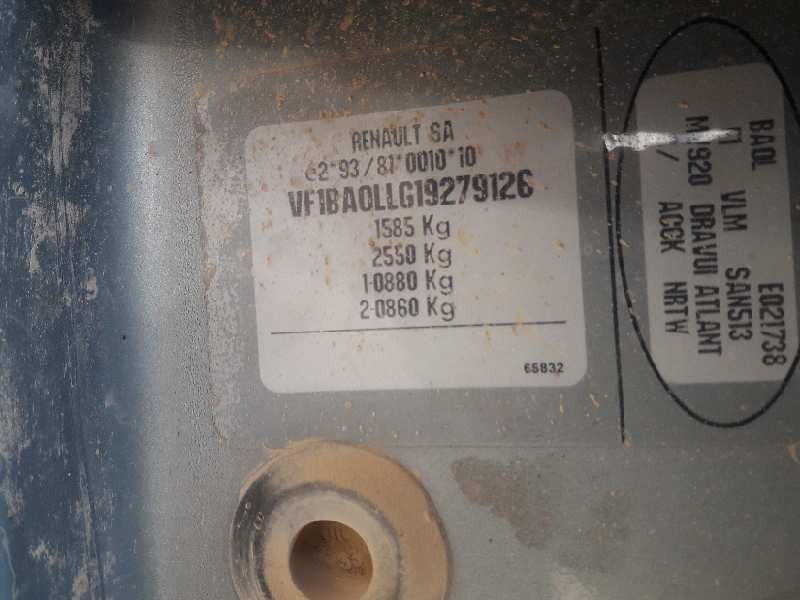 RENAULT SA
e2*93/81*0010*10
VF1BA0LLG19279126
1585 Kg
2550 Kg
1-0880 Kg
2-0860 Kg
65832
BA0L E021738
VLM SAN513
DRAVUI ATLANT
/ ACCK NRTW